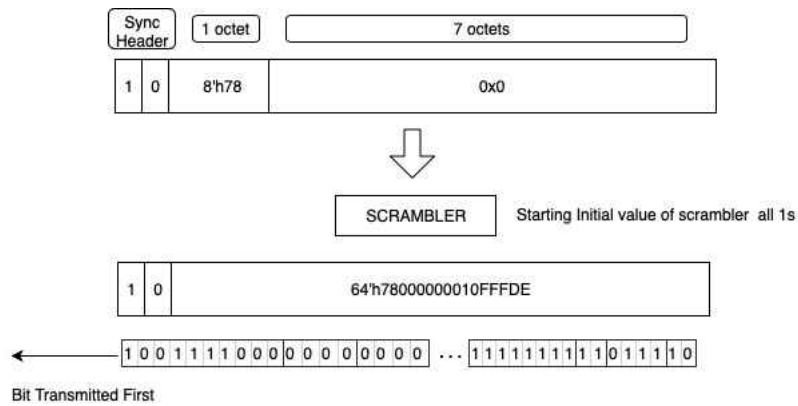 Sync Header
1 octet
7 octets
1 0 8'h78 0x0
SCRAMBLER
Starting Initial value of scrambler all 1s
1 0 64'h78000000010FFFDE
1 0 0 1 1 1 1 0 0 0 0 0 0 0 0 0 0 0 ... 1 1 1 1 1 1 1 1 1 1 0 1 1 1 1 0
Bit Transmitted First